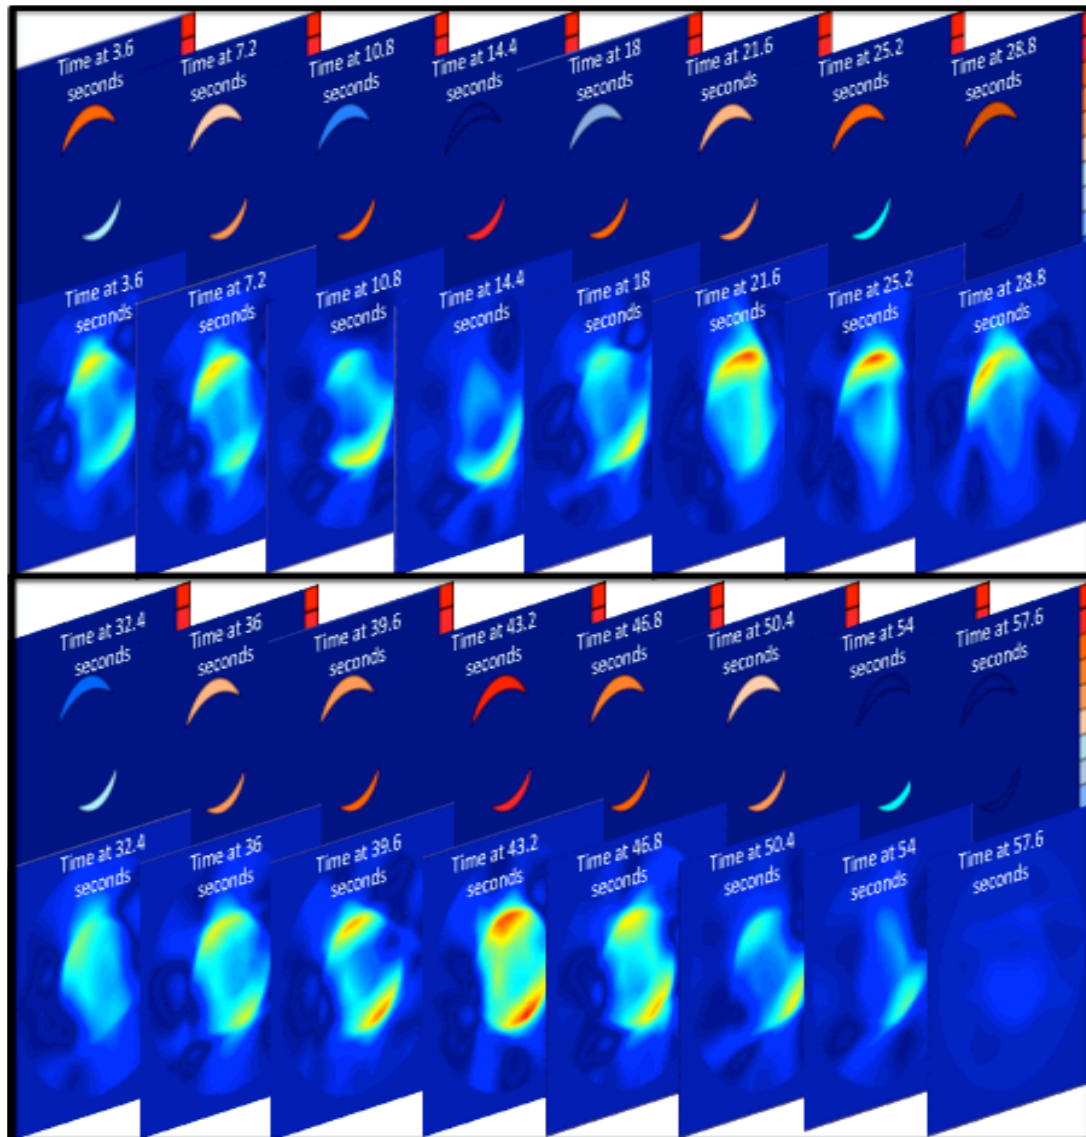 Time at 3.6
seconds
Time at 7.2
seconds
Time at 10.8
seconds
Time at 14.4
seconds
Time at 18
seconds
Time at 21.6
seconds
Time at 25.2
seconds
Time at 28.8
seconds
Time at 3.6
seconds
Time at 7.2
seconds
Time at 10.8
seconds
Time at 14.4
seconds
Time at 18
seconds
Time at 21.6
seconds
Time at 25.2
seconds
Time at 28.8
seconds
Time at 32.4
seconds
Time at 36
seconds
Time at 39.6
seconds
Time at 43.2
seconds
Time at 46.8
seconds
Time at 50.4
seconds
Time at 54
seconds
Time at 57.6
seconds
Time at 32.4
seconds
Time at 36
seconds
Time at 39.6
seconds
Time at 43.2
seconds
Time at 46.8
seconds
Time at 50.4
seconds
Time at 54
seconds
Time at 57.6
seconds